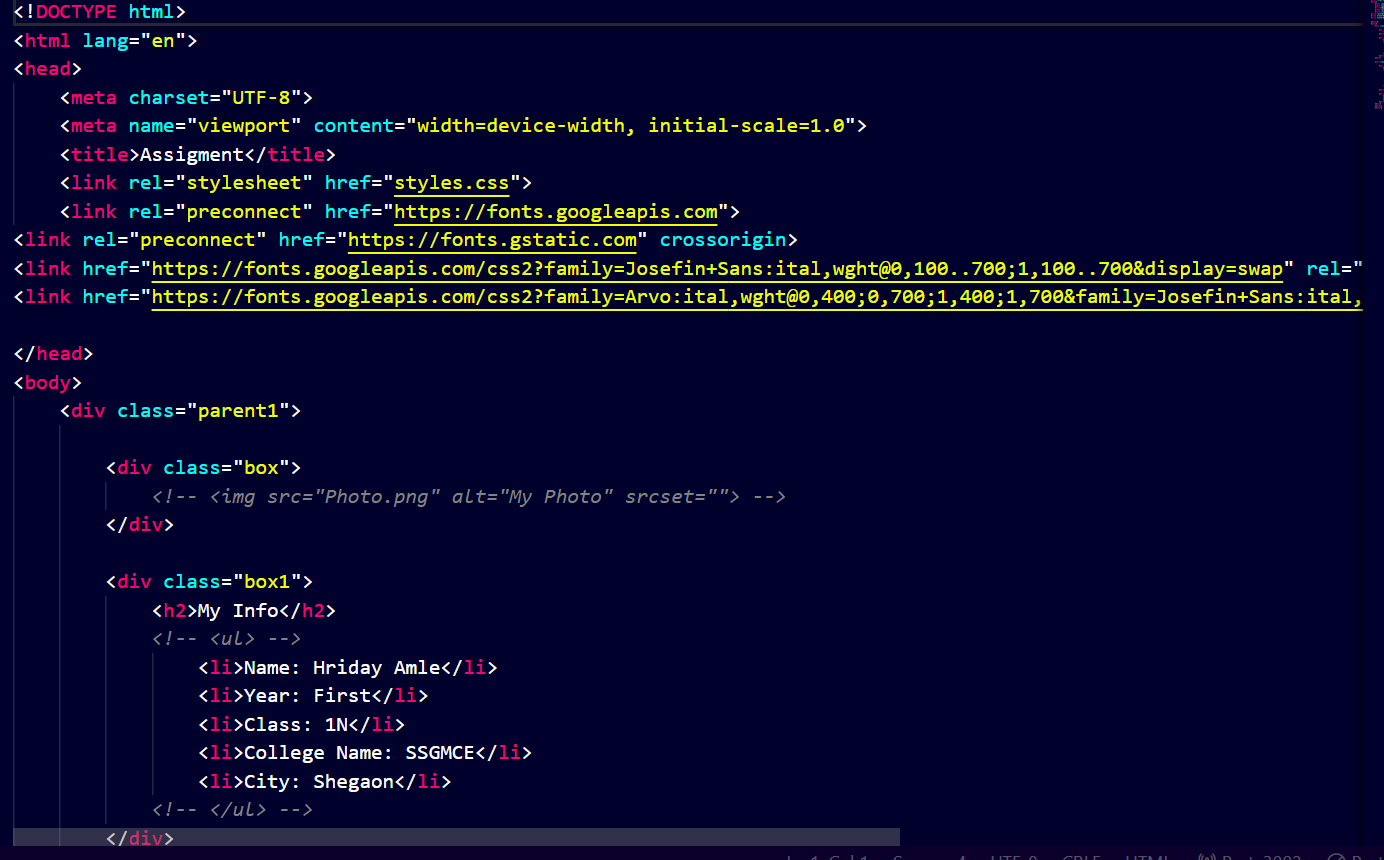 <!DOCTYPE html>
<html lang="en">
<head>
    <meta charset="UTF-8">
    <meta name="viewport" content="width=device-width, initial-scale=1.0">
    <title>Assigment</title>
    <link rel="stylesheet" href="styles.css">
    <link rel="preconnect" href="https://fonts.googleapis.com">
<link rel="preconnect" href="https://fonts.gstatic.com" crossorigin>
<link href="https://fonts.googleapis.com/css2?family=Josefin+Sans:ital,wght@0,100..700;1,100..700&display=swap" rel="
<link href="https://fonts.googleapis.com/css2?family=Arvo:ital,wght@0,400;0,700;1,400;1,700&family=Josefin+Sans:ital,
</head>
<body>
    <div class="parent1">
        <div class="box">
            <!-- <img src="Photo.png" alt="My Photo" srcset=""> -->
        </div>
        <div class="box1">
            <h2>My Info</h2>
            <!-- <ul> -->
                <li>Name: Hriday Amle</li>
                <li>Year: First</li>
                <li>Class: 1N</li>
                <li>College Name: SSGMCE</li>
                <li>City: Shegaon</li>
            <!-- </ul> -->
        </div>